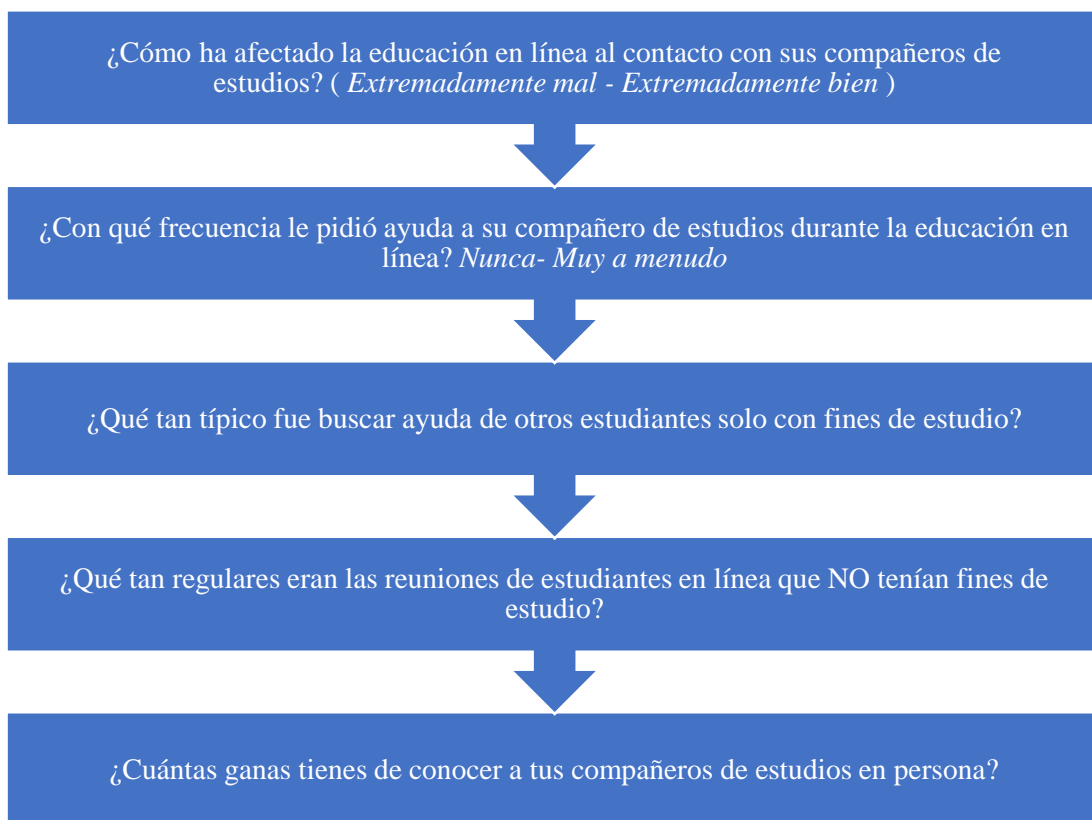 ¿Cómo ha afectado la educación en línea al contacto con sus compañeros de
estudios? ( Extremadamente mal - Extremadamente bien )
¿Con qué frecuencia le pidió ayuda a su compañero de estudios durante la educación en
línea? Nunca- Muy a menudo
¿Qué tan típico fue buscar ayuda de otros estudiantes solo con fines de estudio?
¿Qué tan regulares eran las reuniones de estudiantes en línea que NO tenían fines de
estudio?
¿Cuántas ganas tienes de conocer a tus compañeros de estudios en persona?